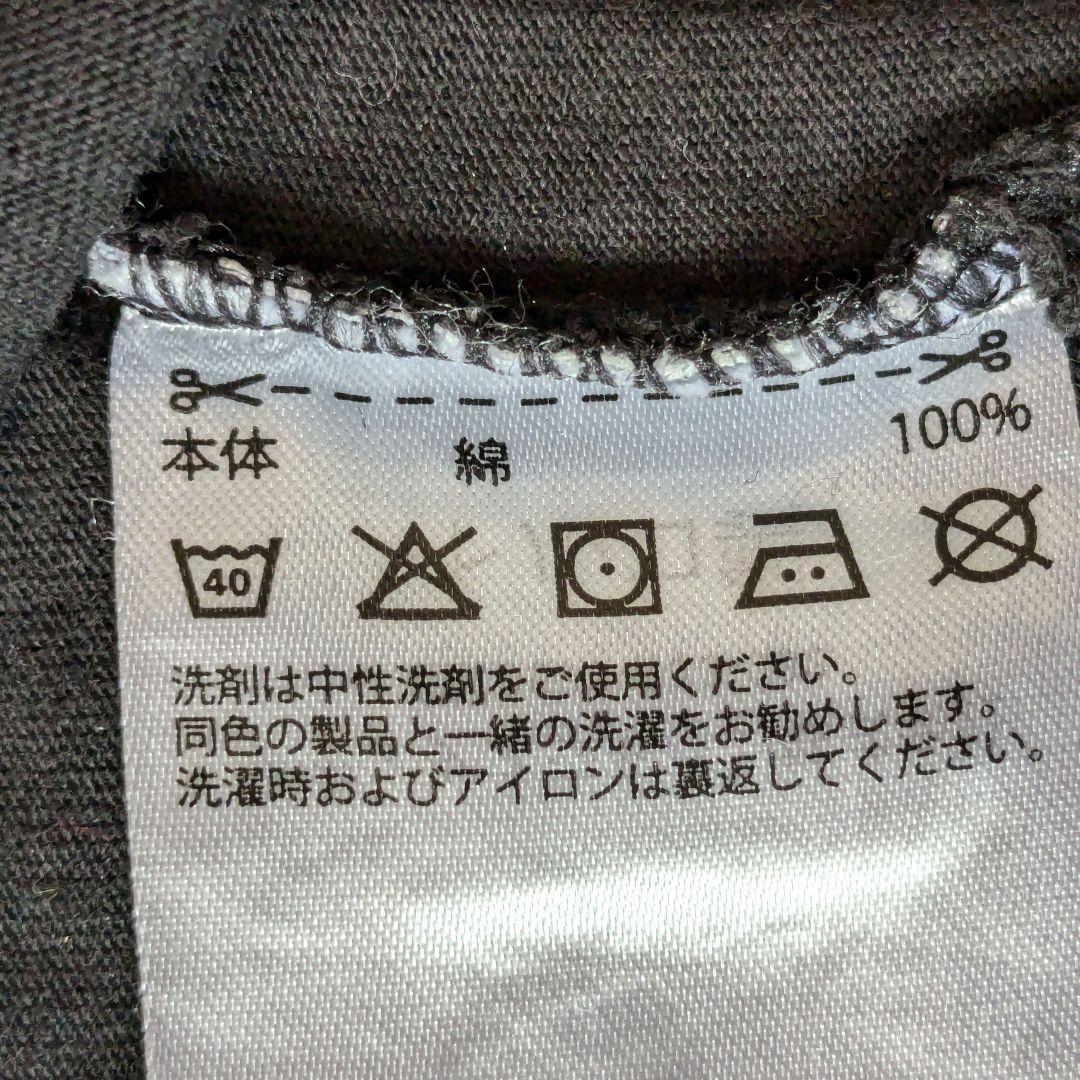 本体 綿 100%
40
洗剤は中性洗剤をご使用ください。
同色の製品と一緒の洗濯をお勧めします。
洗濯時およびアイロンは裏返してください。